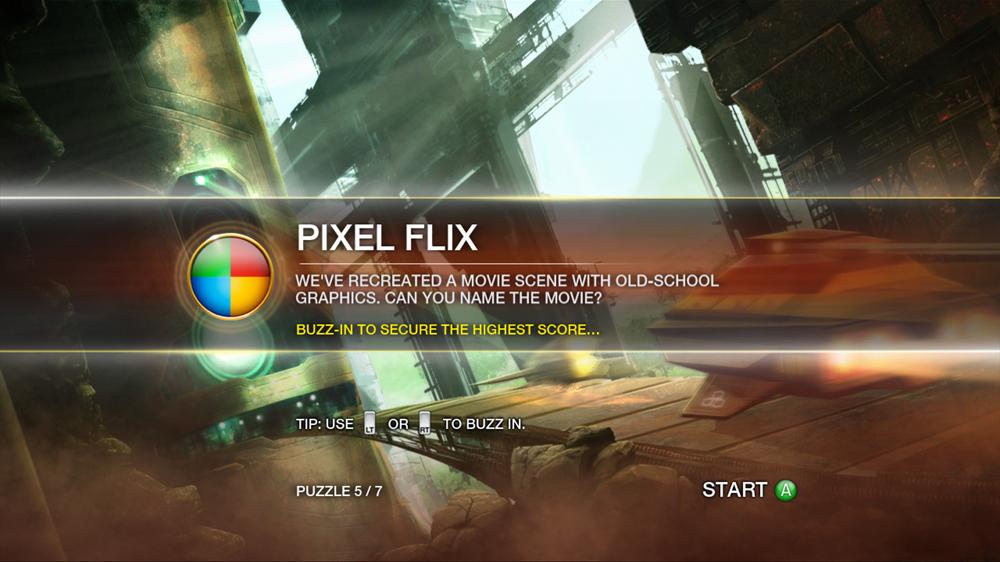 PIXEL FLIX
WE'VE RECREATED A MOVIE SCENE WITH OLD-SCHOOL
GRAPHICS. CAN YOU NAME THE MOVIE?
BUZZ-IN TO SECURE THE HIGHEST SCORE...
TIP: USE LT OR RT TO BUZZ IN.
PUZZLE 5 / 7
START A